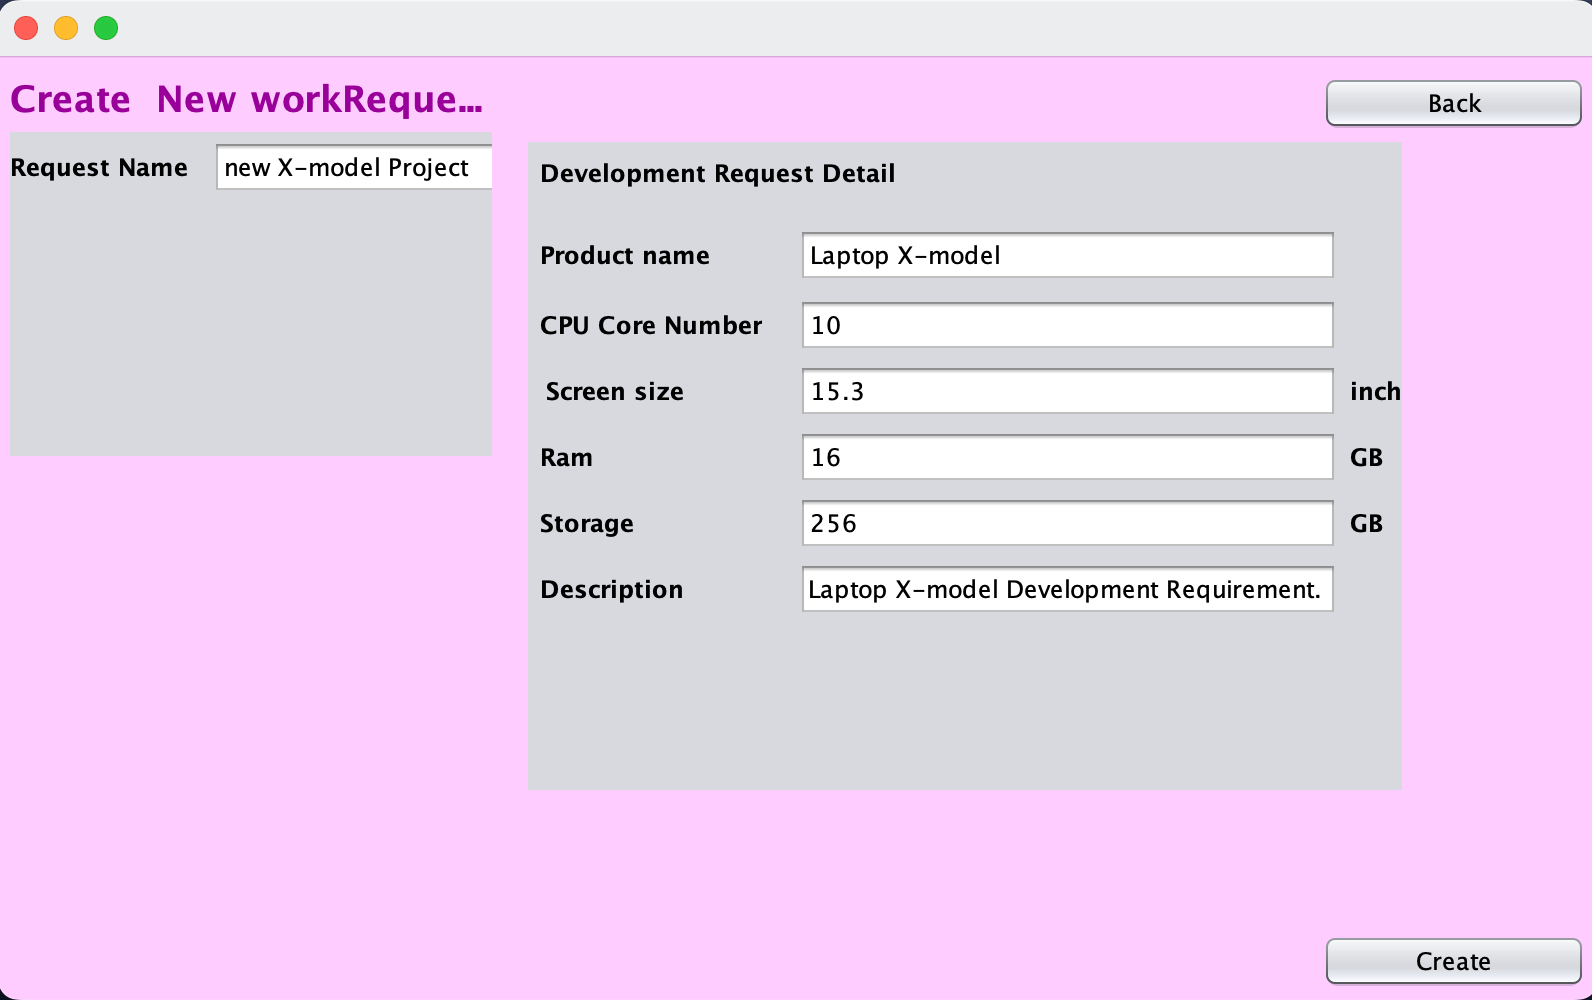 Create  New workReque...
Back
Request Name new X-model Project
Development Request Detail
Product name Laptop X-model
CPU Core Number 10
Screen size 15.3 inch
Ram 16 GB
Storage 256 GB
Description Laptop X-model Development Requirement.
Create